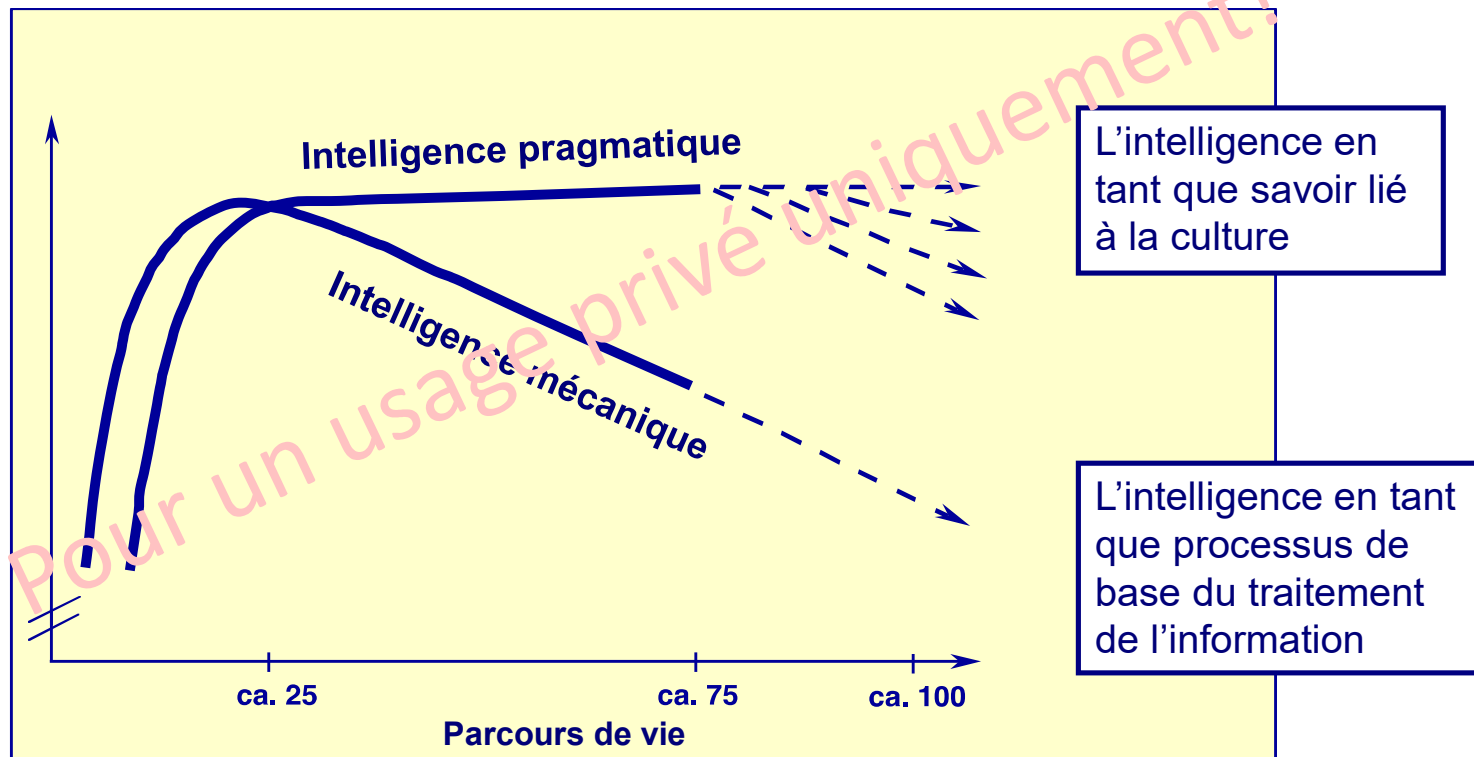 Pour un usage privé uniquement!
Intelligence pragmatique
L’intelligence en
tant que savoir lié
à la culture
Intelligence mécanique
L’intelligence en tant
que processus de
base du traitement
de l’information
ca. 25
ca. 75
ca. 100
Parcours de vie